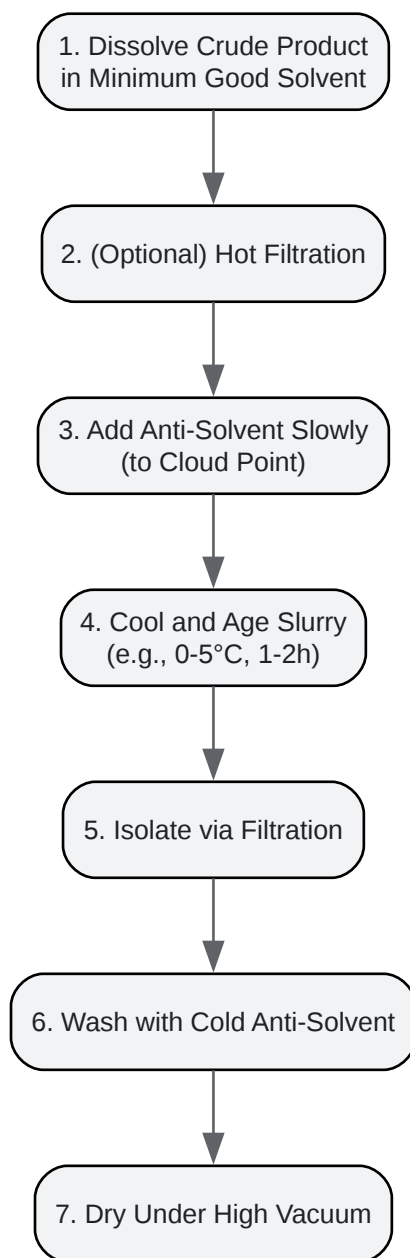 1. Dissolve Crude Product
in Minimum Good Solvent
2. (Optional) Hot Filtration
3. Add Anti-Solvent Slowly
(to Cloud Point)
4. Cool and Age Slurry
(e.g., 0-5°C, 1-2h)
5. Isolate via Filtration
6. Wash with Cold Anti-Solvent
7. Dry Under High Vacuum